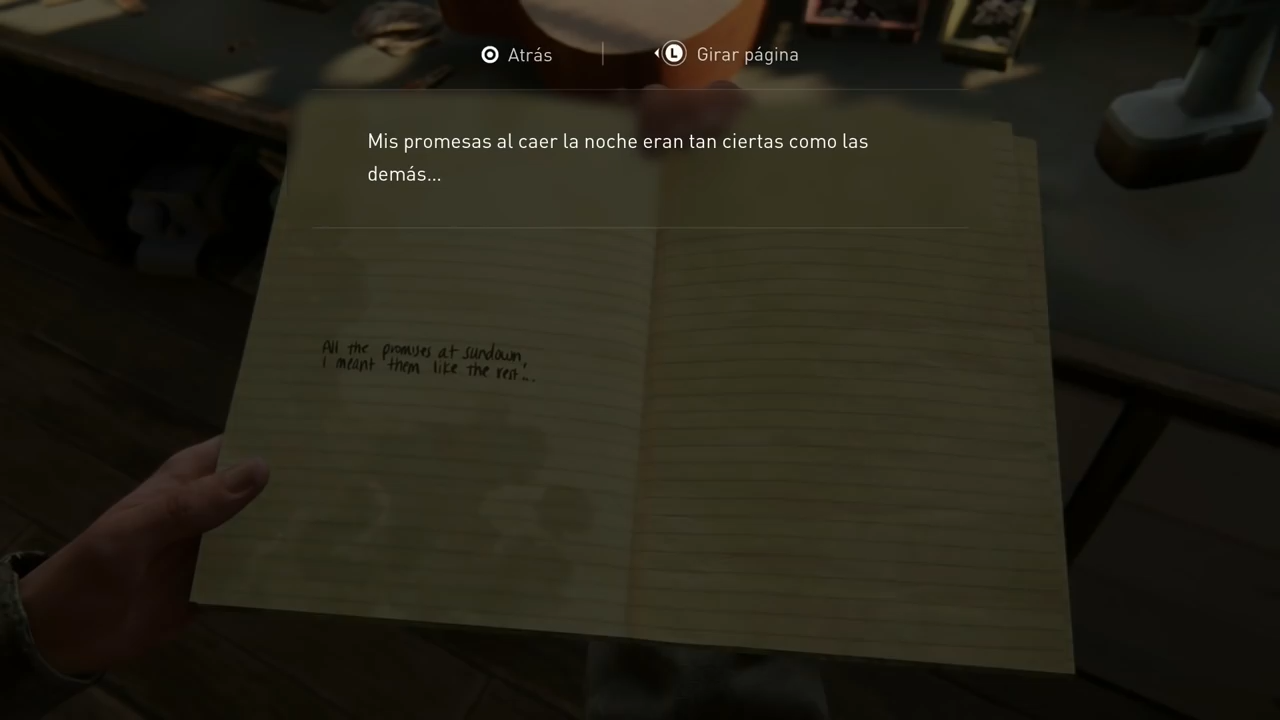 Atrás
L Girar página
Mis promesas al caer la noche eran tan ciertas como las
demás...
All the promises at sundown,
I meant them like the rest...